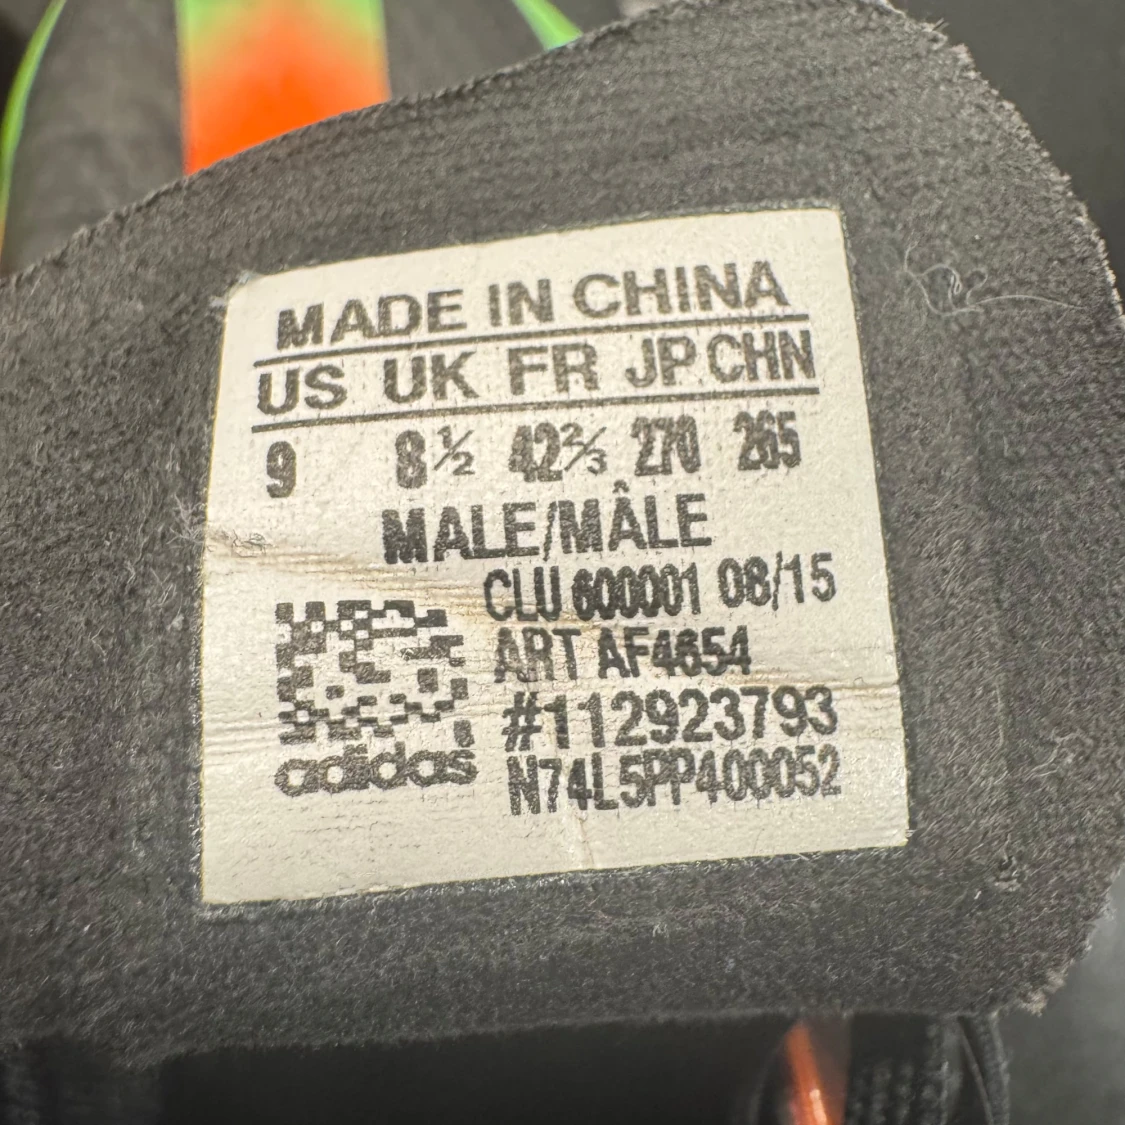 MADE IN CHINA
US UK FR JP CHN
9 8½ 42⅔ 270 265
MALE/MÂLE
CLU 600001 08/15
ART AF4654
#112923793
adidas N74L5PP400052